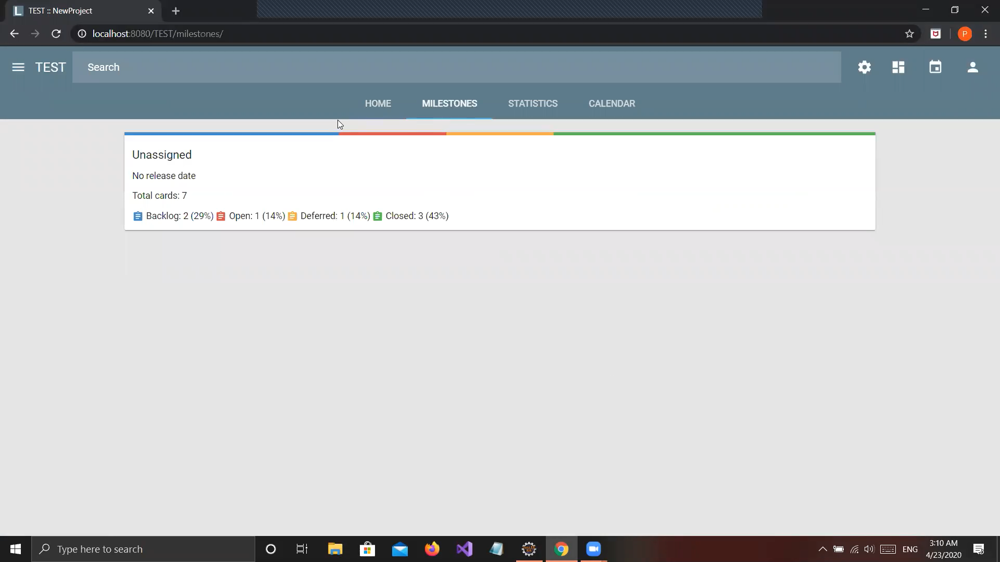 TEST :: NewProject
localhost:8080/TEST/milestones/
P
TEST
Search
HOME
MILESTONES
STATISTICS
CALENDAR
Unassigned
No release date
Total cards: 7
Backlog: 2 (29%) Open: 1 (14%) Deferred: 1 (14%) Closed: 3 (43%)
Type here to search
ENG
3:10 AM
4/23/2020